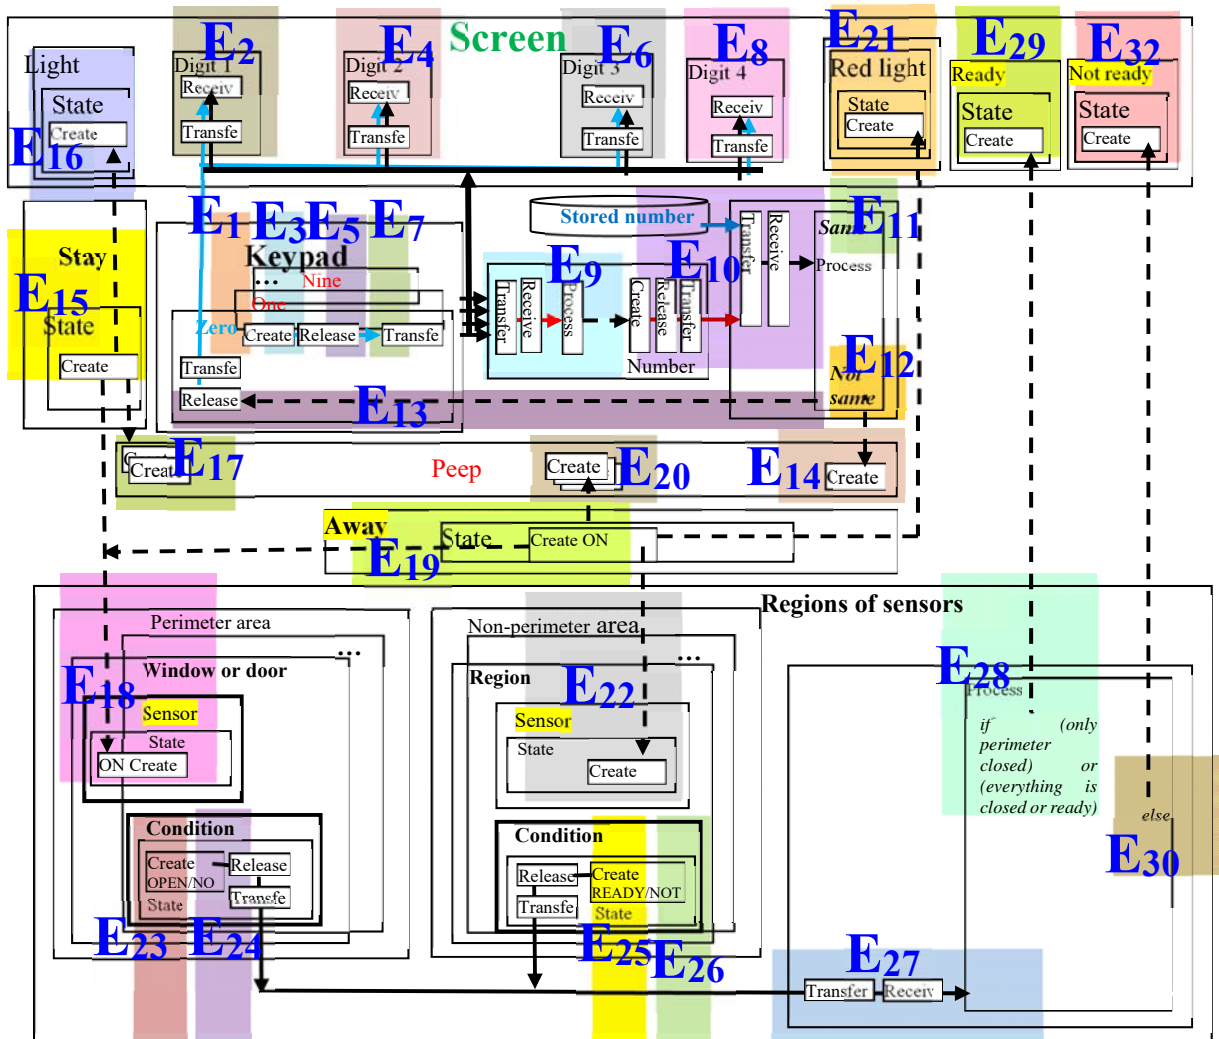 Screen
E2
E4
E6
E8
E21
E29
E32
Light
State
Create
E16
Digit 1
Receiv
Transfe
Digit 2
Receiv
Transfe
Digit 3
Receiv
Transfe
Digit 4
Receiv
Transfe
Red light
State
Create
Ready
State
Create
Not ready
State
Create
Stay
E15
State
Create
E1
E3
E5
E7
Keypad
...
Nine
One
Zero
Create
Release
Transfe
Transfe
Release
E13
Stored number
E9
E10
Transfer
Receive
Process
Create
Release
Transfer
Number
Transfer
Receive
Same
E11
Process
E12
Not
same
Create
E17
Peep
Create
E20
E14
Create
Away
E19
State
Create ON
Regions of sensors
Perimeter area
...
Window or door
E18
Sensor
State
ON Create
Condition
Create
OPEN/NO
State
Release
Transfe
E23
E24
Non-perimeter area
...
Region
E22
Sensor
State
Create
Condition
Release
Transfe
Create
READY/NOT
State
E25
E26
E28
Process
if (only
perimeter
closed) or
(everything is
closed or ready)
else
E30
E27
Transfer
Receiv